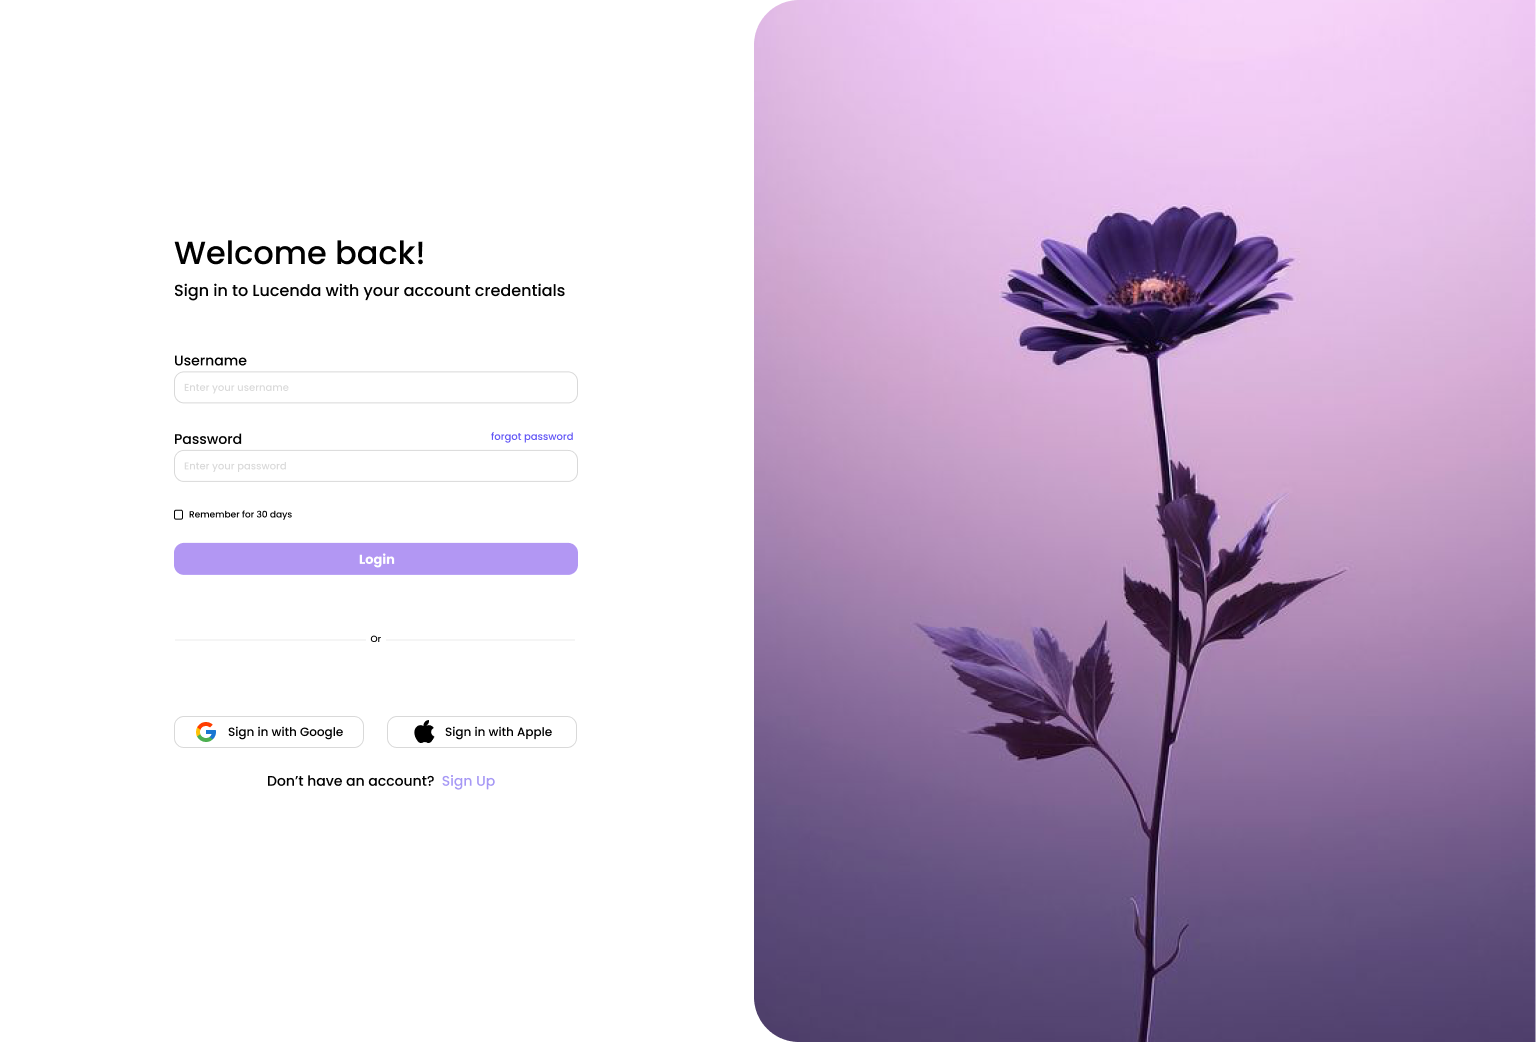 Welcome back!
Sign in to Lucenda with your account credentials
Username
Enter your username
Password
forgot password
Enter your password
Remember for 30 days
Login
Or
Sign in with Google
Sign in with Apple
Don’t have an account? Sign Up